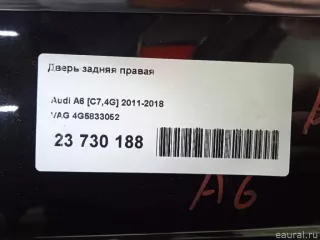 Дверь задняя правая
Audi A6 [C7,4G] 2011-2018
VAG 4G5833052
23 730 188
A6
eaural.ru